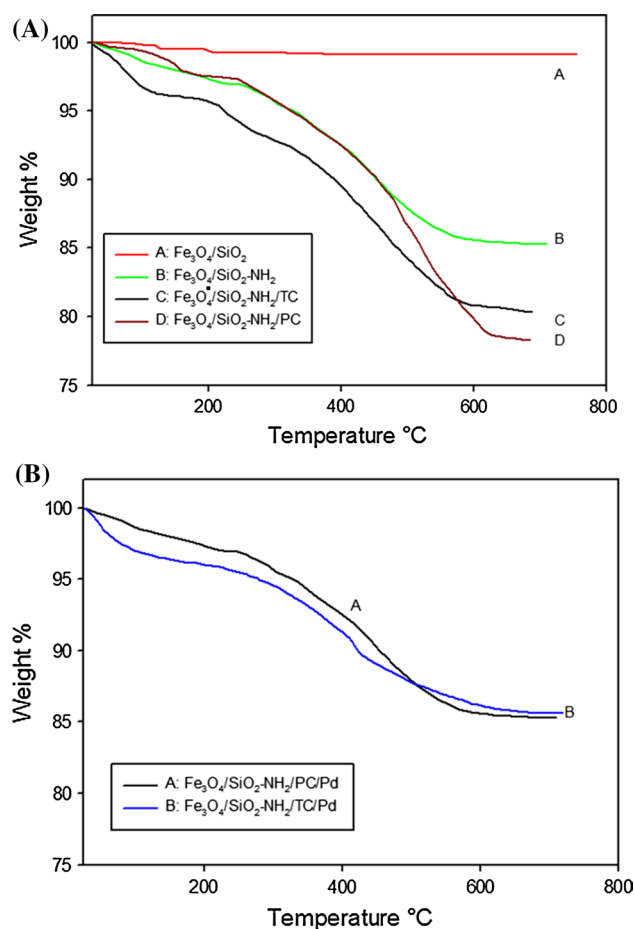 (A)
100
95
90
85
80
75
Weight %
A
B
C
D
A: Fe₃O₄/SiO₂
B: Fe₃O₄/SiO₂-NH₂
C: Fe₃O₄/SiO₂-NH₂/TC
D: Fe₃O₄/SiO₂-NH₂/PC
200 400 600 800
Temperature °C
(B)
100
95
90
85
80
75
Weight %
A
B
A: Fe₃O₄/SiO₂-NH₂/PC/Pd
B: Fe₃O₄/SiO₂-NH₂/TC/Pd
200 400 600 800
Temperature °C